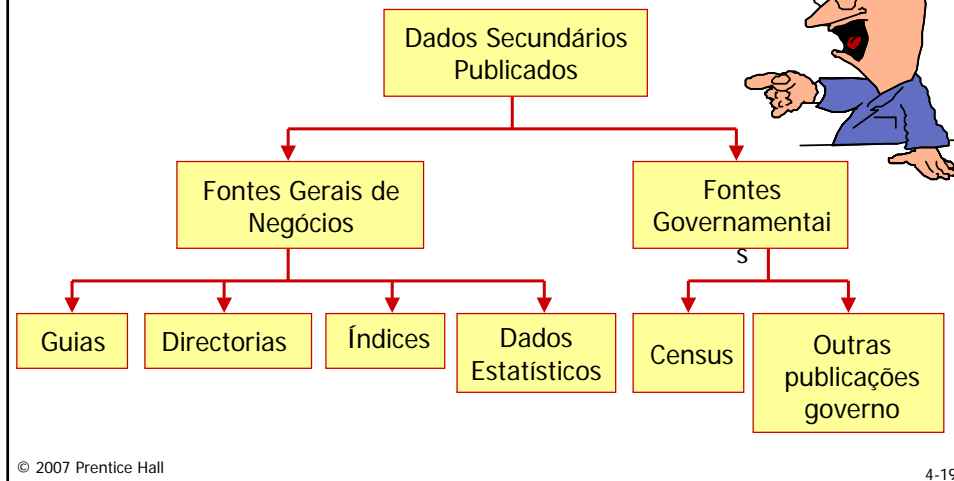 Dados Secundários
Publicados
Fontes Gerais de
Negócios
Fontes
Governamentai
s
Guias
Directorias
Índices
Dados
Estatísticos
Census
Outras
publicações
governo
© 2007 Prentice Hall
4-19